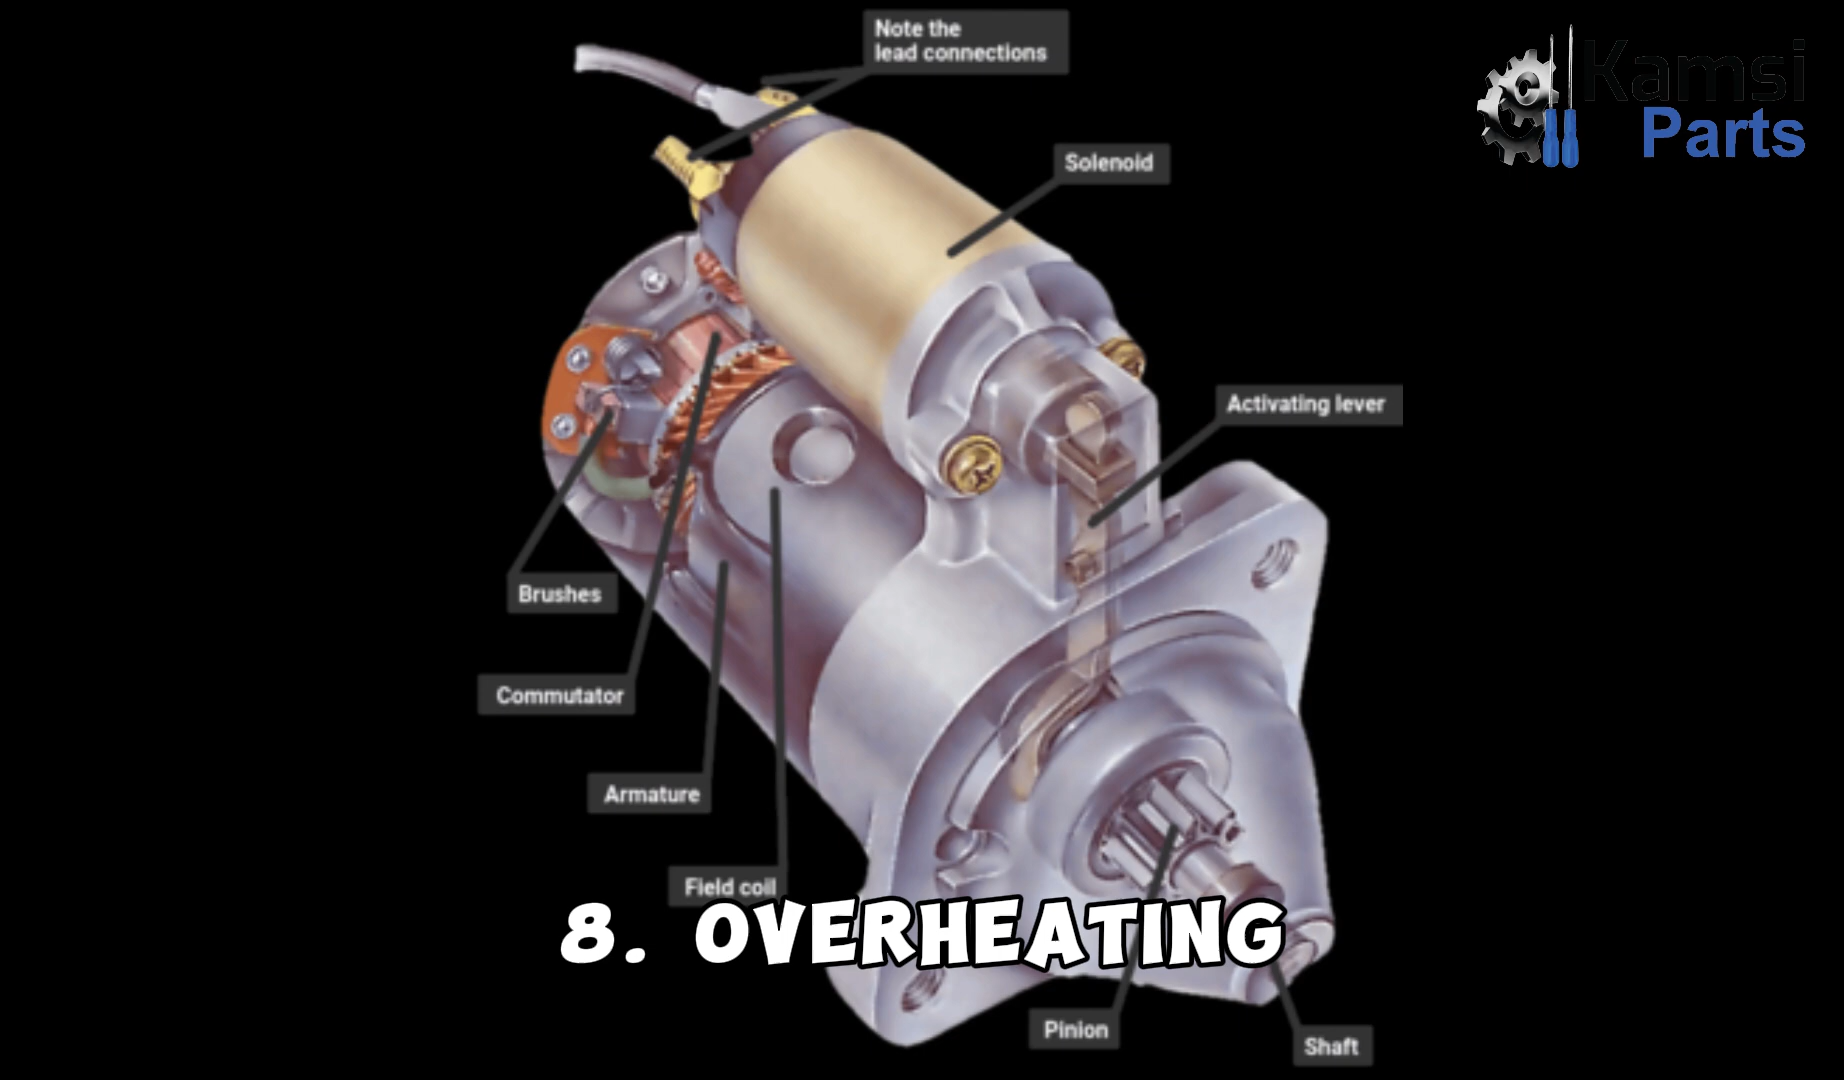 Note the
lead connections
Kamsi
Parts
Solenoid
Activating lever
Brushes
Commutator
Armature
Field coil
8. OVERHEATING
Pinion
Shaft